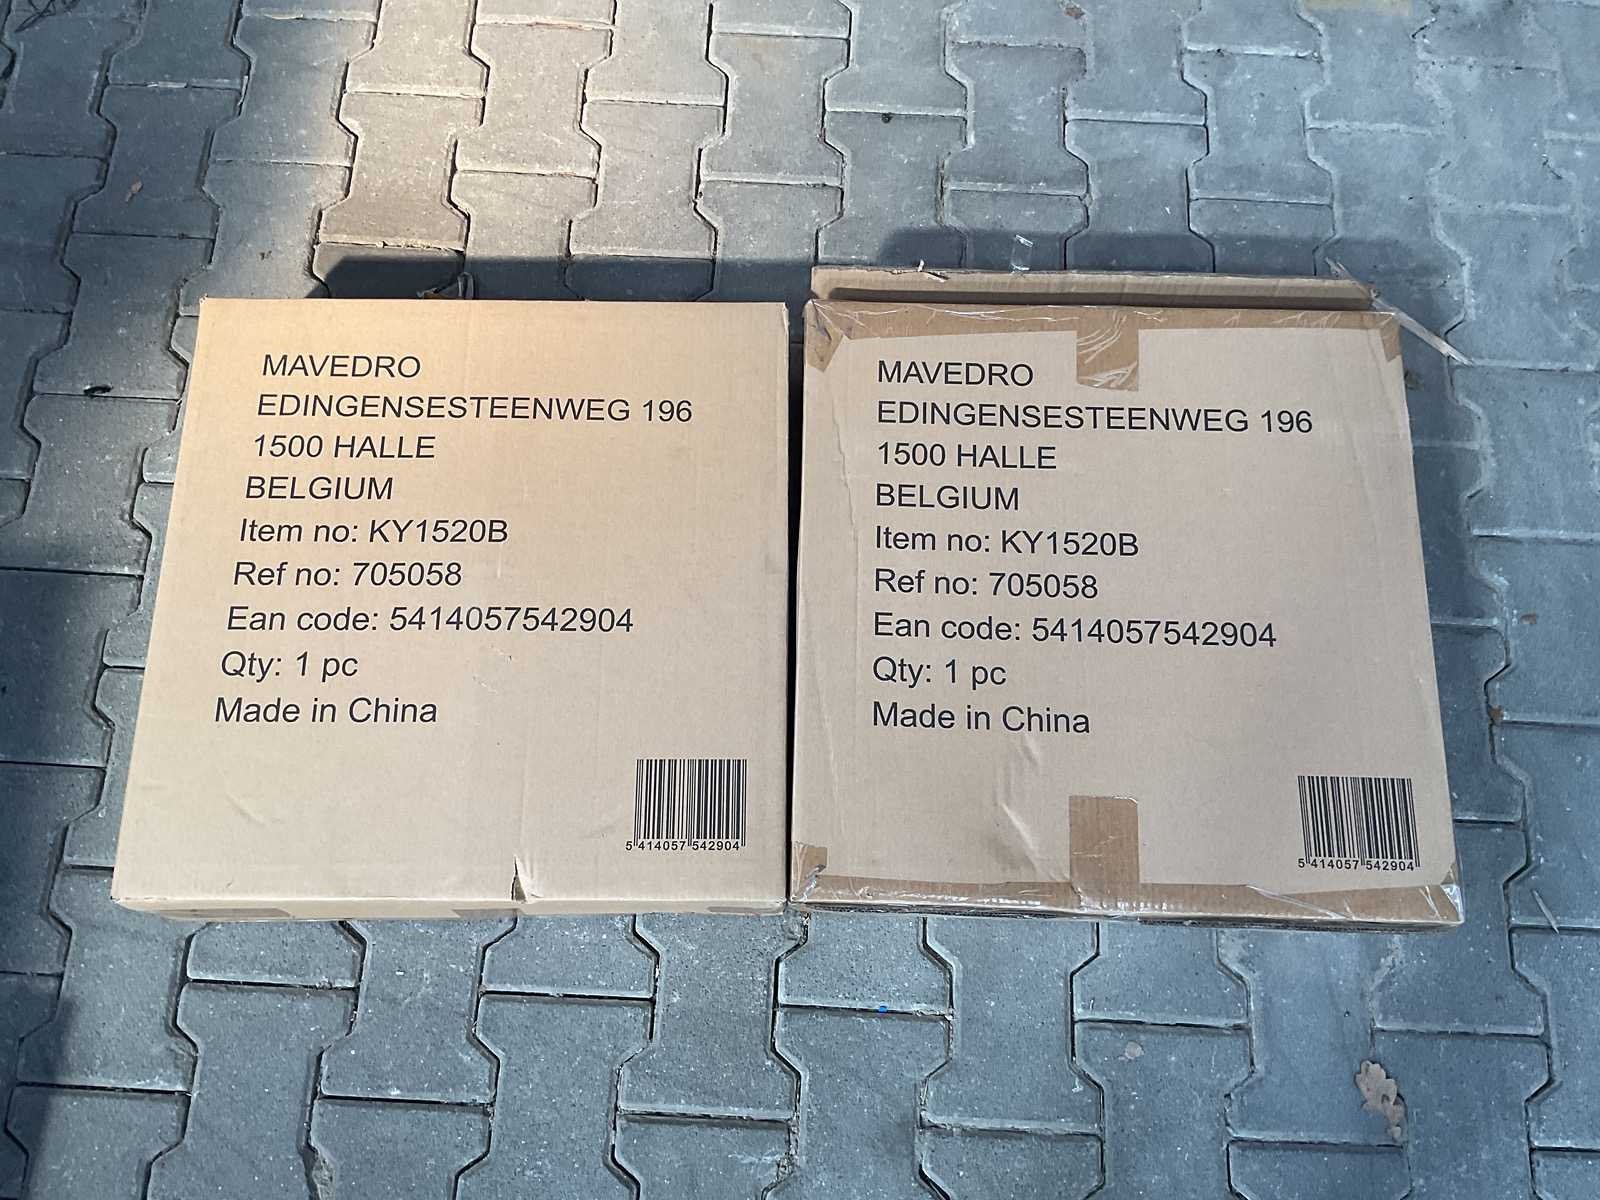 MAVEDRO
EDINGENSESTEENWEG 196
1500 HALLE
BELGIUM
Item no: KY1520B
Ref no: 705058
Ean code: 5414057542904
Qty: 1 pc
Made in China
5 414057 542904
MAVEDRO
EDINGENSESTEENWEG 196
1500 HALLE
BELGIUM
Item no: KY1520B
Ref no: 705058
Ean code: 5414057542904
Qty: 1 pc
Made in China
5 414057 542904